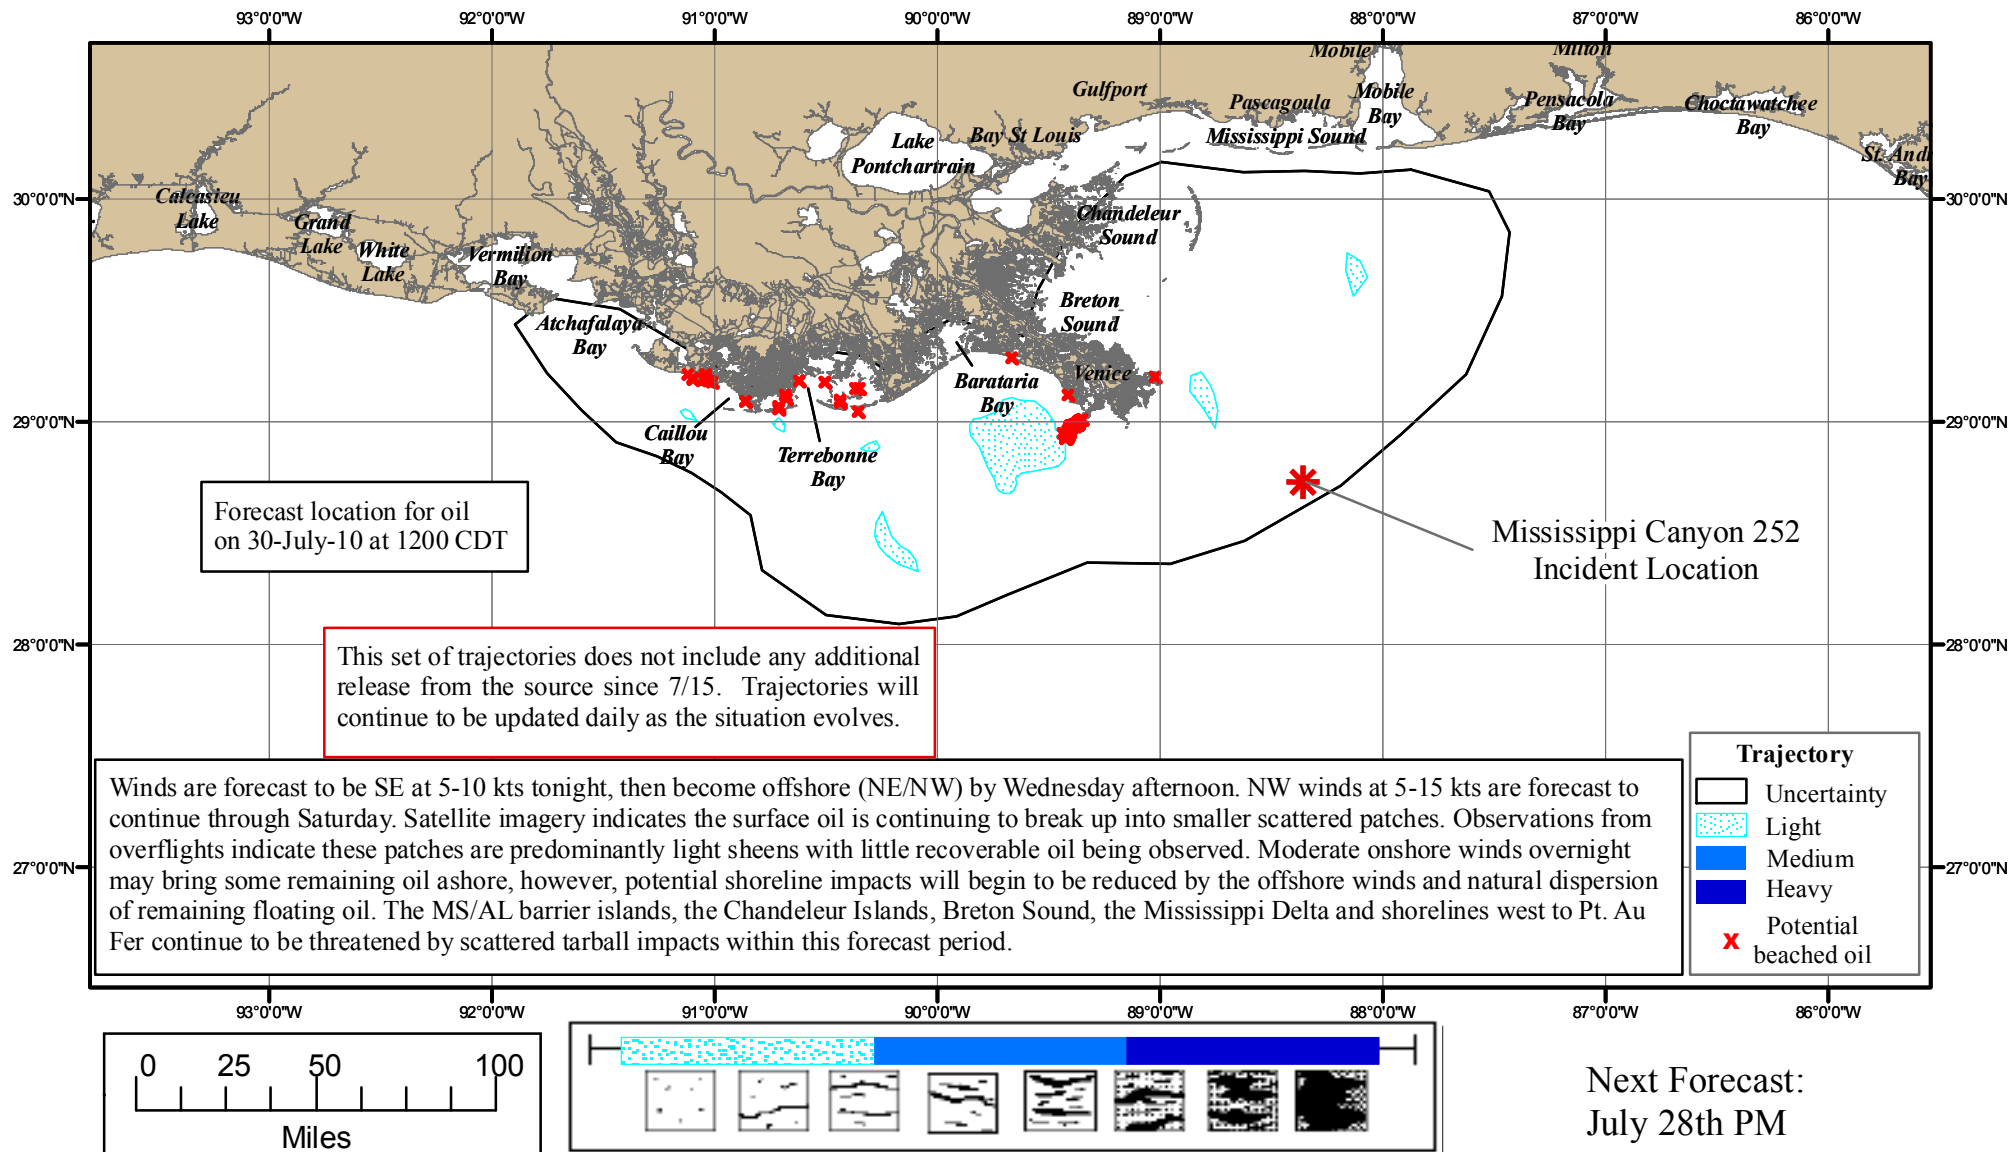 93°0'0"W 92°0'0"W 91°0'0"W 90°0'0"W 89°0'0"W 88°0'0"W 87°0'0"W 86°0'0"W
Mobile
Milton
Gulfport
Pascagoula
Mobile
Bay
Pensacola
Bay
Choctawatchee
Bay
Lake
Pontchartrain
Bay St Louis
Mississippi Sound
St. Andr
Bay
30°0'0"N
30°0'0"N
Calcasieu
Lake
Grand
Lake
White
Lake
Vermilion
Bay
Chandeleur
Sound
Breton
Sound
Atchafalaya
Bay
Venice
Barataria
Bay
29°0'0"N
29°0'0"N
Caillou
Bay
Terrebonne
Bay
Forecast location for oil
on 30-July-10 at 1200 CDT
Mississippi Canyon 252
Incident Location
28°0'0"N
28°0'0"N
This set of trajectories does not include any additional
release from the source since 7/15. Trajectories will
continue to be updated daily as the situation evolves.
Winds are forecast to be SE at 5-10 kts tonight, then become offshore (NE/NW) by Wednesday afternoon. NW winds at 5-15 kts are forecast to
continue through Saturday. Satellite imagery indicates the surface oil is continuing to break up into smaller scattered patches. Observations from
overflights indicate these patches are predominantly light sheens with little recoverable oil being observed. Moderate onshore winds overnight
may bring some remaining oil ashore, however, potential shoreline impacts will begin to be reduced by the offshore winds and natural dispersion
of remaining floating oil. The MS/AL barrier islands, the Chandeleur Islands, Breton Sound, the Mississippi Delta and shorelines west to Pt. Au
Fer continue to be threatened by scattered tarball impacts within this forecast period.
27°0'0"N
27°0'0"N
Trajectory
Uncertainty
Light
Medium
Heavy
Potential
beached oil
93°0'0"W 92°0'0"W 91°0'0"W 90°0'0"W 89°0'0"W 88°0'0"W 87°0'0"W 86°0'0"W
0 25 50 100
Miles
Next Forecast:
July 28th PM